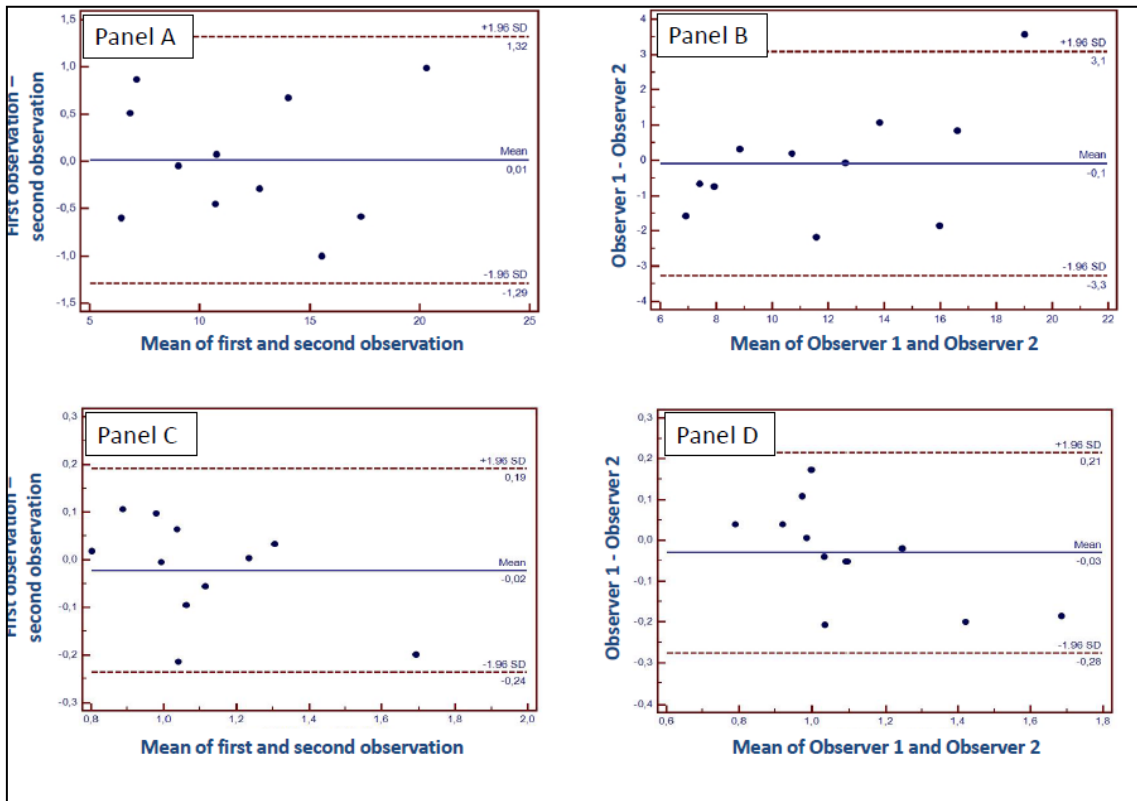 Panel A
1,5
1,0
0,5
0,0
-0,5
-1,0
-1,5
+1.96 SD
1,32
Mean
0,01
-1.96 SD
-1,29
5
10
15
20
25
First observation –
second observation
Mean of first and second observation
Panel B
4
3
2
1
0
-1
-2
-3
-4
+1.96 SD
3,1
Mean
-0,1
-1.96 SD
-3,3
6
8
10
12
14
16
18
20
22
Observer 1 - Observer 2
Mean of Observer 1 and Observer 2
Panel C
0,3
0,2
0,1
0,0
-0,1
-0,2
-0,3
+1.96 SD
0,19
Mean
-0,02
-1.96 SD
-0,24
0,8
1,0
1,2
1,4
1,6
1,8
2,0
First observation –
second observation
Mean of first and second observation
Panel D
0,3
0,2
0,1
0,0
-0,1
-0,2
-0,3
-0,4
+1.96 SD
0,21
Mean
-0,03
-1.96 SD
-0,28
0,6
0,8
1,0
1,2
1,4
1,6
1,8
Observer 1 - Observer 2
Mean of Observer 1 and Observer 2